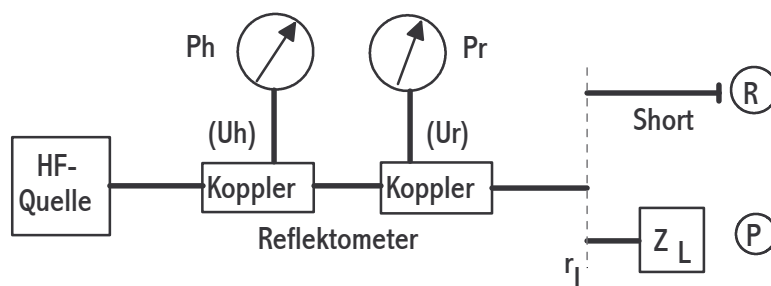 Ph
Pr
R
Short
(Uh)
(Ur)
HF-
Quelle
Koppler
Koppler
Reflektometer
Z L
P
r l